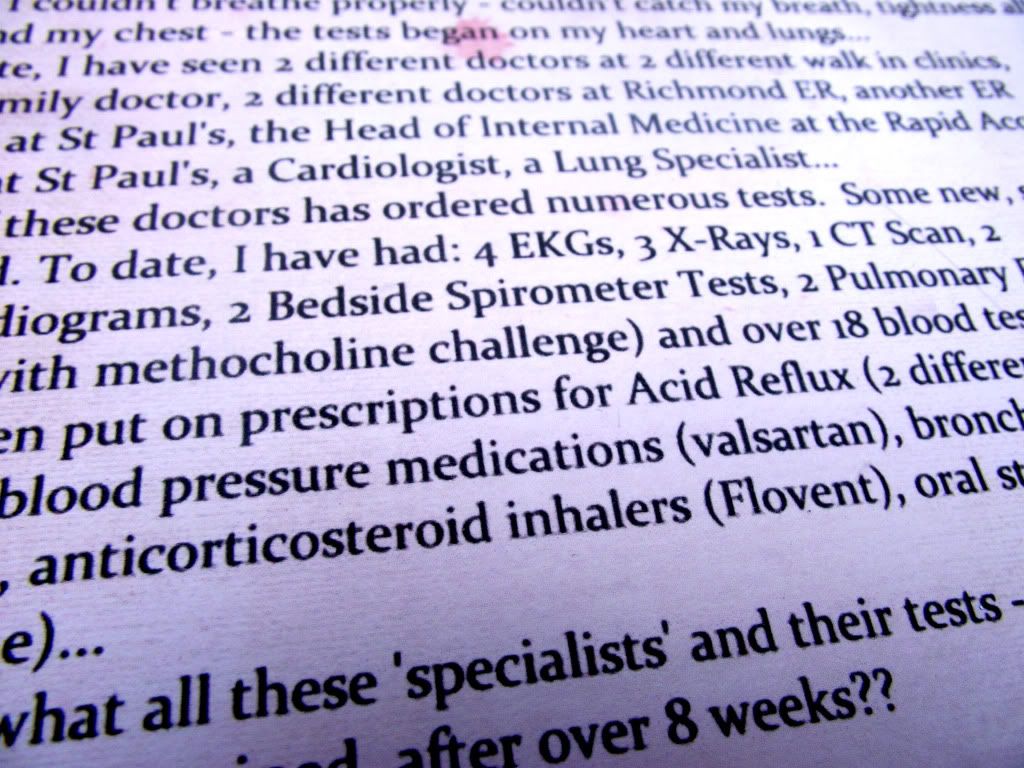 I couldn't breathe properly - couldn't catch my breath, tightness all
nd my chest - the tests began on my heart and lungs...
te, I have seen 2 different doctors at 2 different walk in clinics,
mily doctor, 2 different doctors at Richmond ER, another ER
at St Paul's, the Head of Internal Medicine at the Rapid Acc
at St Paul's, a Cardiologist, a Lung Specialist...
these doctors has ordered numerous tests. Some new, s
d. To date, I have had: 4 EKGs, 3 X-Rays, 1 CT Scan, 2
diograms, 2 Bedside Spirometer Tests, 2 Pulmonary
with methocholine challenge) and over 18 blood tes
en put on prescriptions for Acid Reflux (2 differen
blood pressure medications (valsartan), bronch
, anticorticosteroid inhalers (Flovent), oral st
e)...
what all these 'specialists' and their tests -
after over 8 weeks??